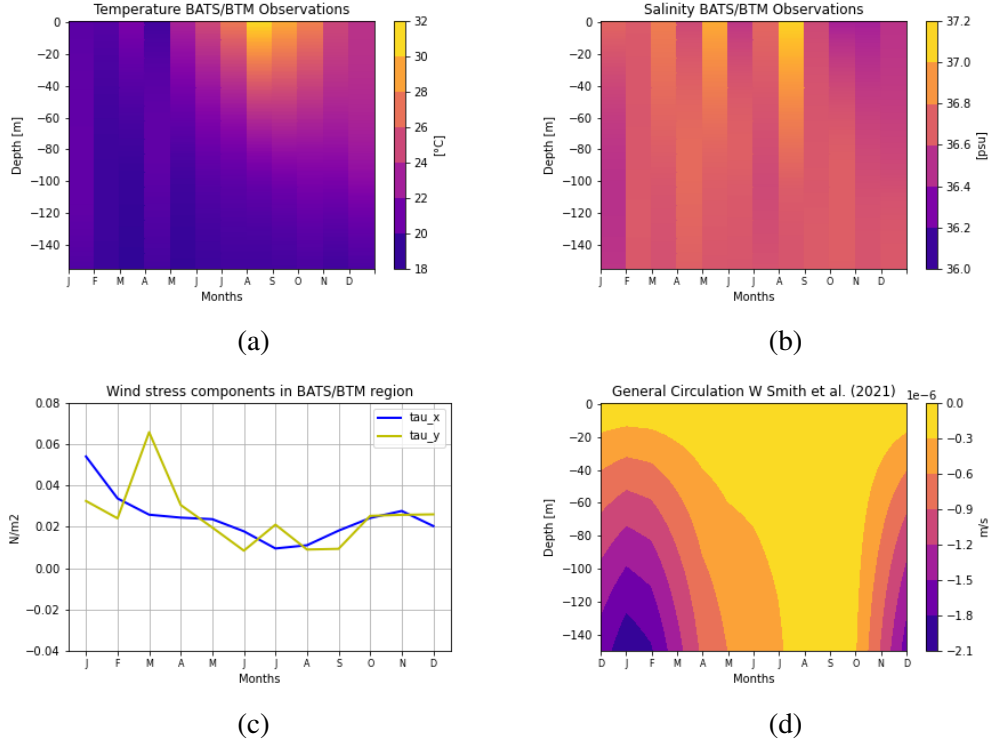 Temperature BATS/BTM Observations
0
−20
−40
−60
−80
−100
−120
−140
Depth [m]
J F M A M J J A S O N D
Months
32
30
28
26
24
22
20
18
[°C]
(a)
Salinity BATS/BTM Observations
0
−20
−40
−60
−80
−100
−120
−140
Depth [m]
J F M A M J J A S O N D
Months
37.2
37.0
36.8
36.6
36.4
36.2
36.0
[psu]
(b)
Wind stress components in BATS/BTM region
0.08
0.06
0.04
0.02
0.00
−0.02
−0.04
N/m2
tau_x
tau_y
J F M A M J J A S O N D
Months
(c)
General Circulation W Smith et al. (2021)
1e−6
0
−20
−40
−60
−80
−100
−120
−140
Depth [m]
D J F M A M J J A S O N D
Months
0.0
−0.3
−0.6
−0.9
−1.2
−1.5
−1.8
−2.1
m/s
(d)